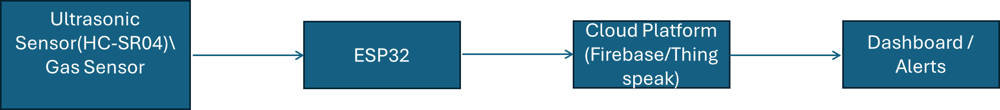 Ultrasonic
Sensor(HC-SR04)\
Gas Sensor
ESP32
Cloud Platform
(Firebase/Thing
speak)
Dashboard /
Alerts